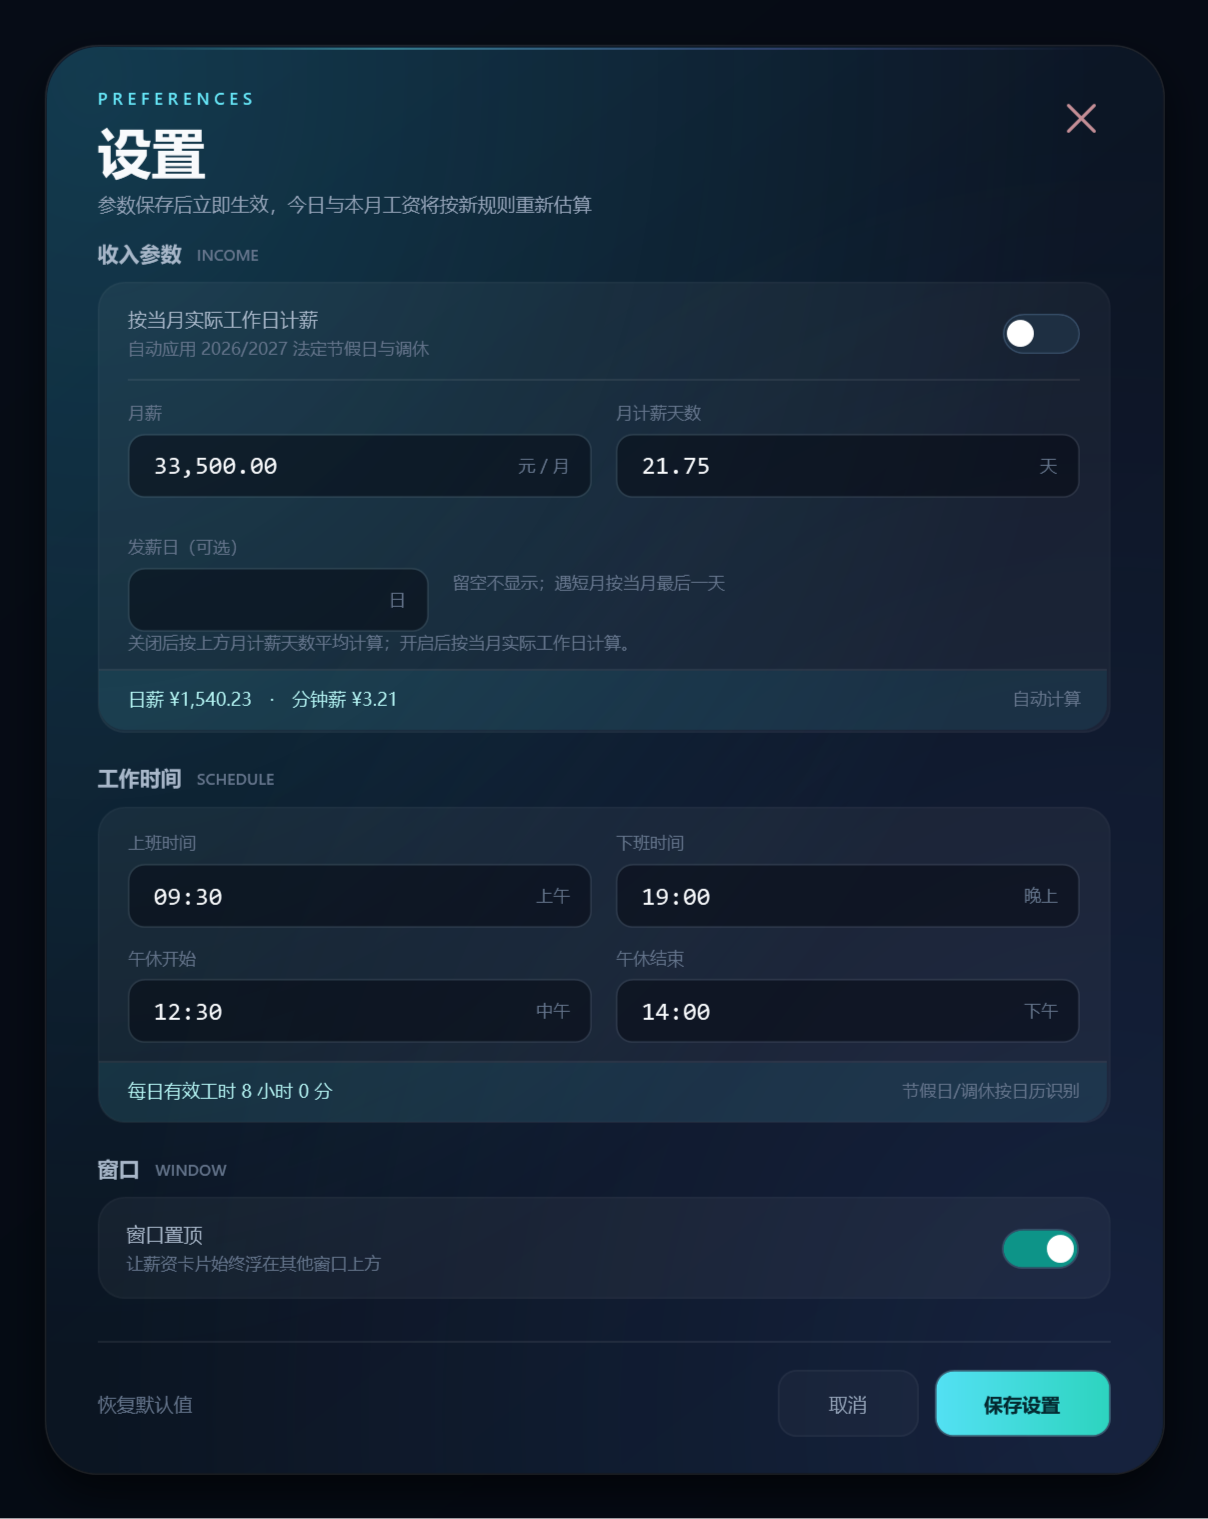 PREFERENCES
设置
参数保存后立即生效，今日与本月工资将按新规则重新估算
收入参数 INCOME
按当月实际工作日计薪
自动应用 2026/2027 法定节假日与调休
月薪 月计薪天数
33,500.00 元 / 月 21.75 天
发薪日（可选）
日 留空不显示；遇短月按当月最后一天
关闭后按上方月计薪天数平均计算；开启后按当月实际工作日计算。
日薪 ¥1,540.23 · 分钟薪 ¥3.21 自动计算
工作时间 SCHEDULE
上班时间 下班时间
09:30 上午 19:00 晚上
午休开始 午休结束
12:30 中午 14:00 下午
每日有效工时 8 小时 0 分 节假日/调休按日历识别
窗口 WINDOW
窗口置顶
让薪资卡片始终浮在其他窗口上方
恢复默认值 取消 保存设置